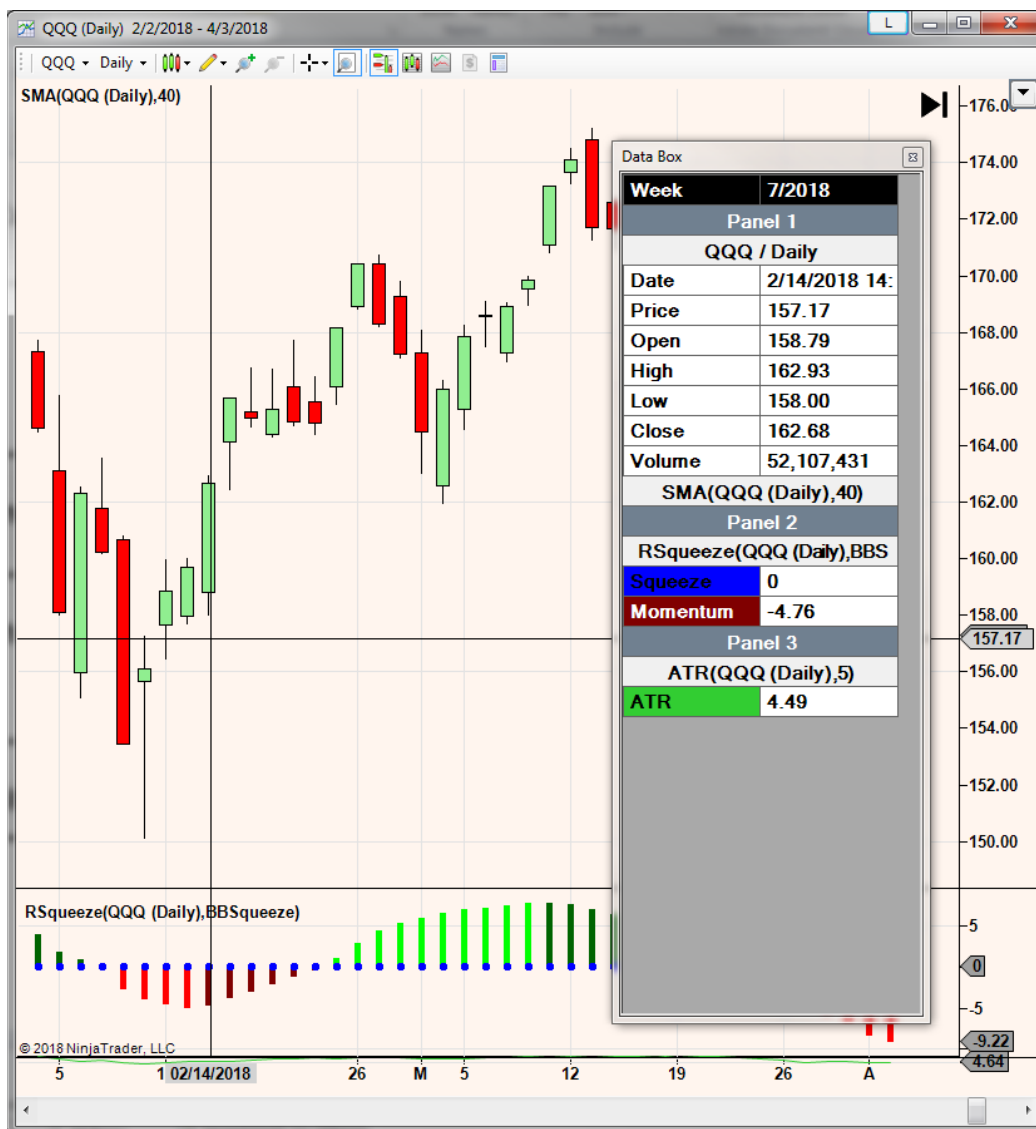 QQQ (Daily) 2/2/2018 - 4/3/2018
L
QQQ Daily
SMA(QQQ (Daily),40)
176.00
174.00
172.00
170.00
168.00
166.00
164.00
162.00
160.00
158.00
157.17
156.00
154.00
152.00
150.00
Data Box
Week 7/2018
Panel 1
QQQ / Daily
Date 2/14/2018 14:
Price 157.17
Open 158.79
High 162.93
Low 158.00
Close 162.68
Volume 52,107,431
SMA(QQQ (Daily),40)
Panel 2
RSqueeze(QQQ (Daily),BBS
Squeeze 0
Momentum -4.76
Panel 3
ATR(QQQ (Daily),5)
ATR 4.49
RSqueeze(QQQ (Daily),BBSqueeze)
5
0
-5
-9.22
4.64
© 2018 NinjaTrader, LLC
5 1 02/14/2018 26 M 5 12 19 26 A